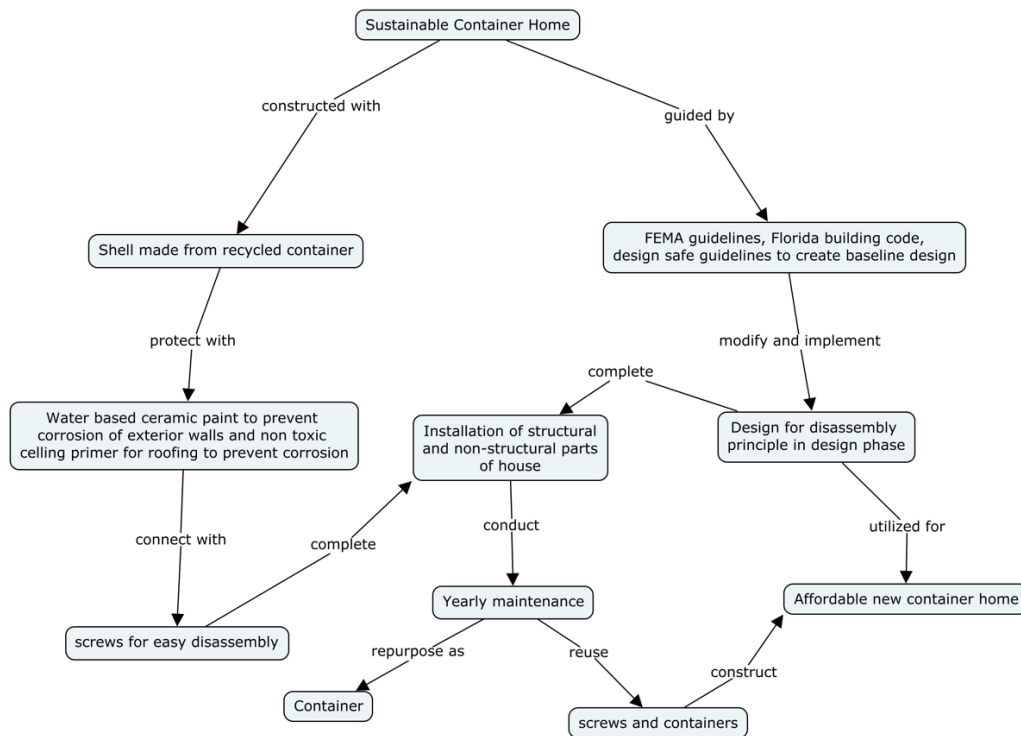 Sustainable Container Home
constructed with
guided by
Shell made from recycled container
FEMA guidelines, Florida building code,
design safe guidelines to create baseline design
protect with
modify and implement
complete
Water based ceramic paint to prevent
corrosion of exterior walls and non toxic
celling primer for roofing to prevent corrosion
Installation of structural
and non-structural parts
of house
Design for disassembly
principle in design phase
connect with
complete
conduct
utilized for
Yearly maintenance
Affordable new container home
screws for easy disassembly
repurpose as
reuse
construct
Container
screws and containers